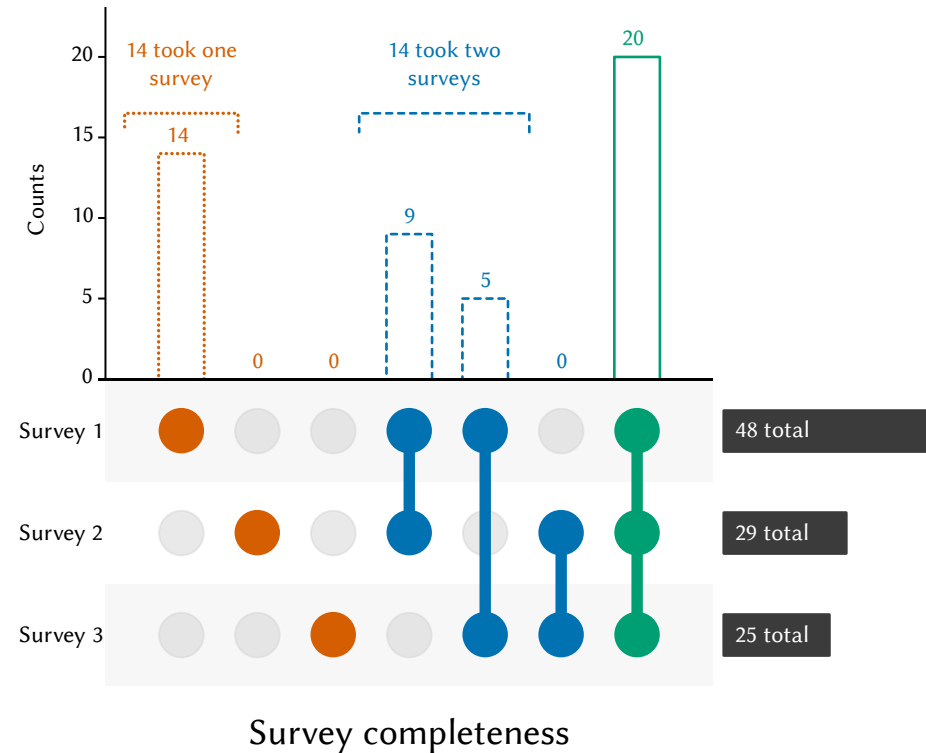 20
14 took one
survey
14 took two
surveys
20
15
14
Counts
10
9
5
5
0
0
0
0
Survey 1
48 total
Survey 2
29 total
Survey 3
25 total
Survey completeness